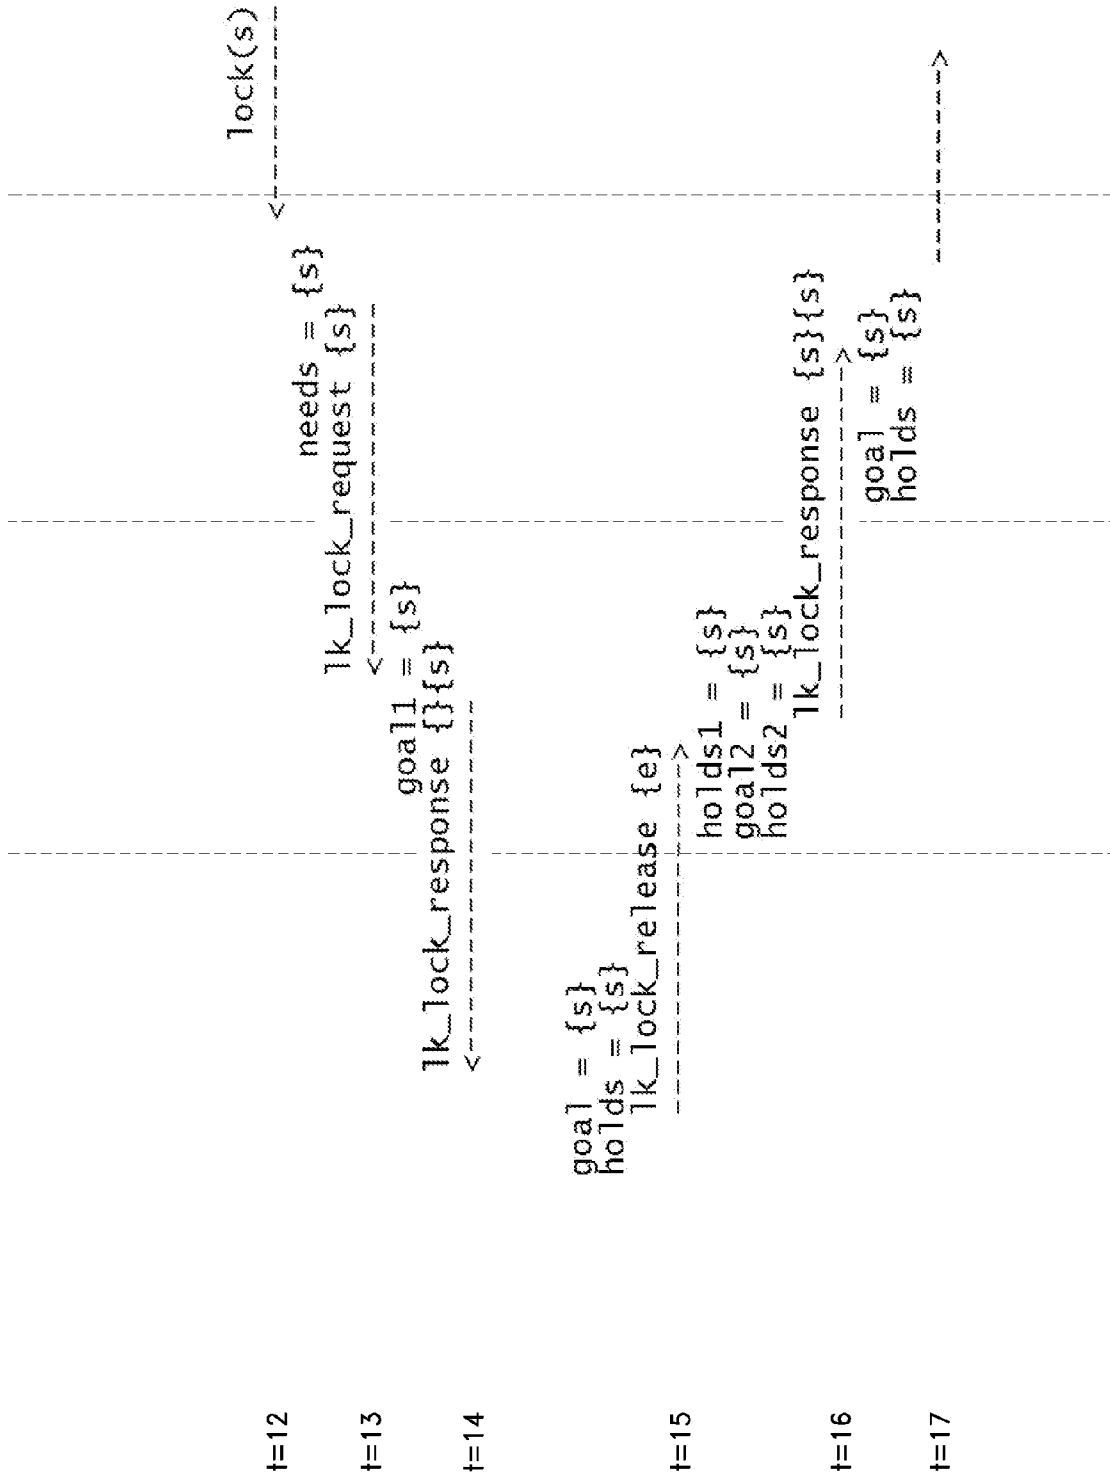 lock(s)
t=12
needs = {s}
lk_lock_request {s}
t=13
goal1 = {s}
lk_lock_response {}{s}
t=14
goal = {s}
holds = {s}
lk_lock_release {e}
t=15
holds1 = {s}
goal2 = {s}
holds2 = {s}
lk_lock_response {s}{s}
t=16
goal = {s}
holds = {s}
t=17